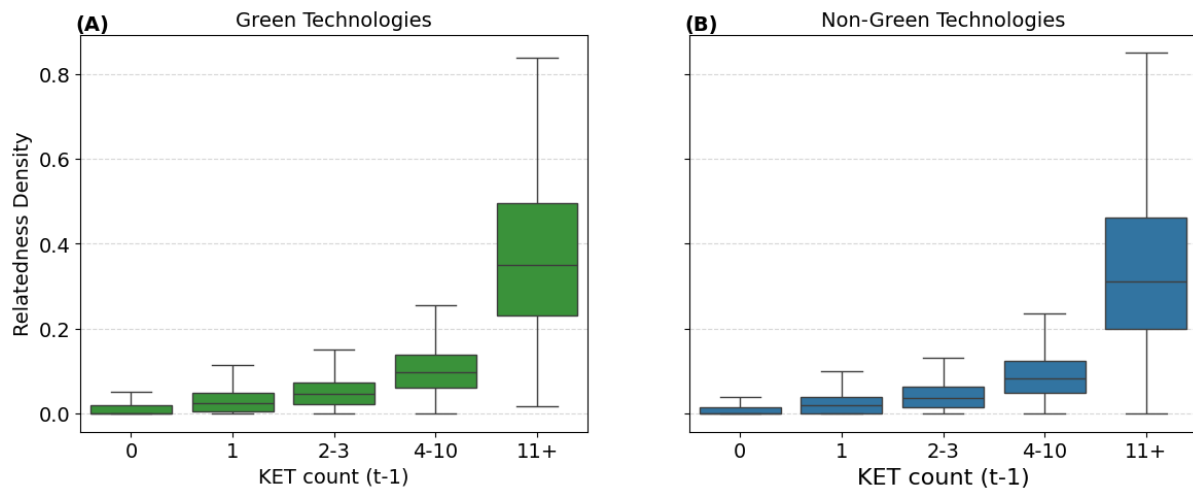 (A) Green Technologies
(B) Non-Green Technologies
Relatedness Density
0.8
0.6
0.4
0.2
0.0
0 1 2-3 4-10 11+
KET count (t-1)
0 1 2-3 4-10 11+
KET count (t-1)